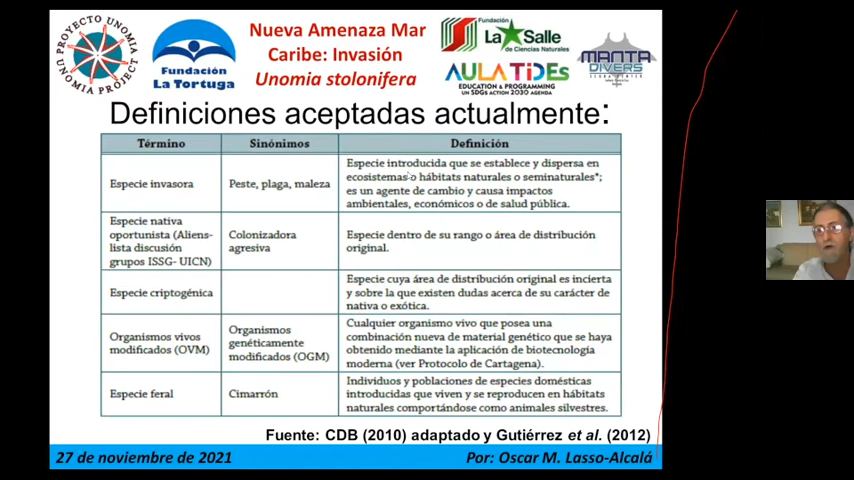 PROYECTO UNOMIA
UNOMIA PROJECT
Fundación
La Tortuga
Nueva Amenaza Mar
Caribe: Invasión
Unomia stolonifera
Fundación
La Salle
de Ciencias Naturales
AULATiDEs
EDUCATION & PROGRAMMING
UN SDGs ACTION 2030 AGENDA
MANTA
DIVERS
Definiciones aceptadas actualmente:
Término
Sinónimos
Definición
Especie invasora
Peste, plaga, maleza
Especie introducida que se establece y dispersa en
ecosistemas o hábitats naturales o seminaturales*;
es un agente de cambio y causa impactos
ambientales, económicos o de salud pública.
Especie nativa
oportunista (Aliens-
lista discusión
grupos ISSG- UICN)
Colonizadora
agresiva
Especie dentro de su rango o área de distribución
original.
Especie criptogénica
Especie cuya área de distribución original es incierta
y sobre la que existen dudas acerca de su carácter de
nativa o exótica.
Organismos vivos
modificados (OVM)
Organismos
genéticamente
modificados (OGM)
Cualquier organismo vivo que posea una
combinación nueva de material genético que se haya
obtenido mediante la aplicación de biotecnología
moderna (ver Protocolo de Cartagena).
Especie feral
Cimarrón
Individuos y poblaciones de especies domésticas
introducidas que viven y se reproducen en hábitats
naturales comportándose como animales silvestres.
Fuente: CDB (2010) adaptado y Gutiérrez et al. (2012)
27 de noviembre de 2021
Por: Oscar M. Lasso-Alcalá